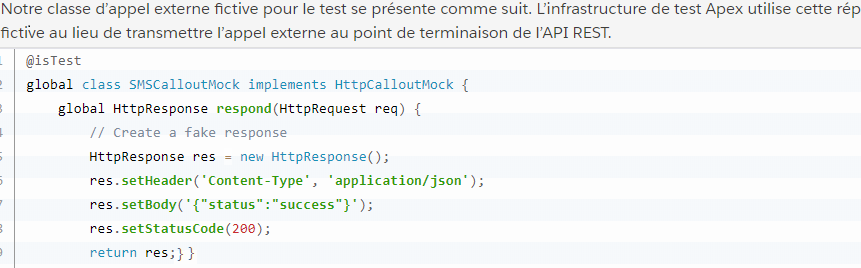 Notre classe d’appel externe fictive pour le test se présente comme suit. L’infrastructure de test Apex utilise cette rép
fictive au lieu de transmettre l’appel externe au point de terminaison de l’API REST.
@isTest
2 global class SMSCalloutMock implements HttpCalloutMock {
3 global HttpResponse respond(HttpRequest req) {
4 // Create a fake response
5 HttpResponse res = new HttpResponse();
6 res.setHeader('Content-Type', 'application/json');
7 res.setBody('{"status":"success"}');
8 res.setStatusCode(200);
9 return res;}}